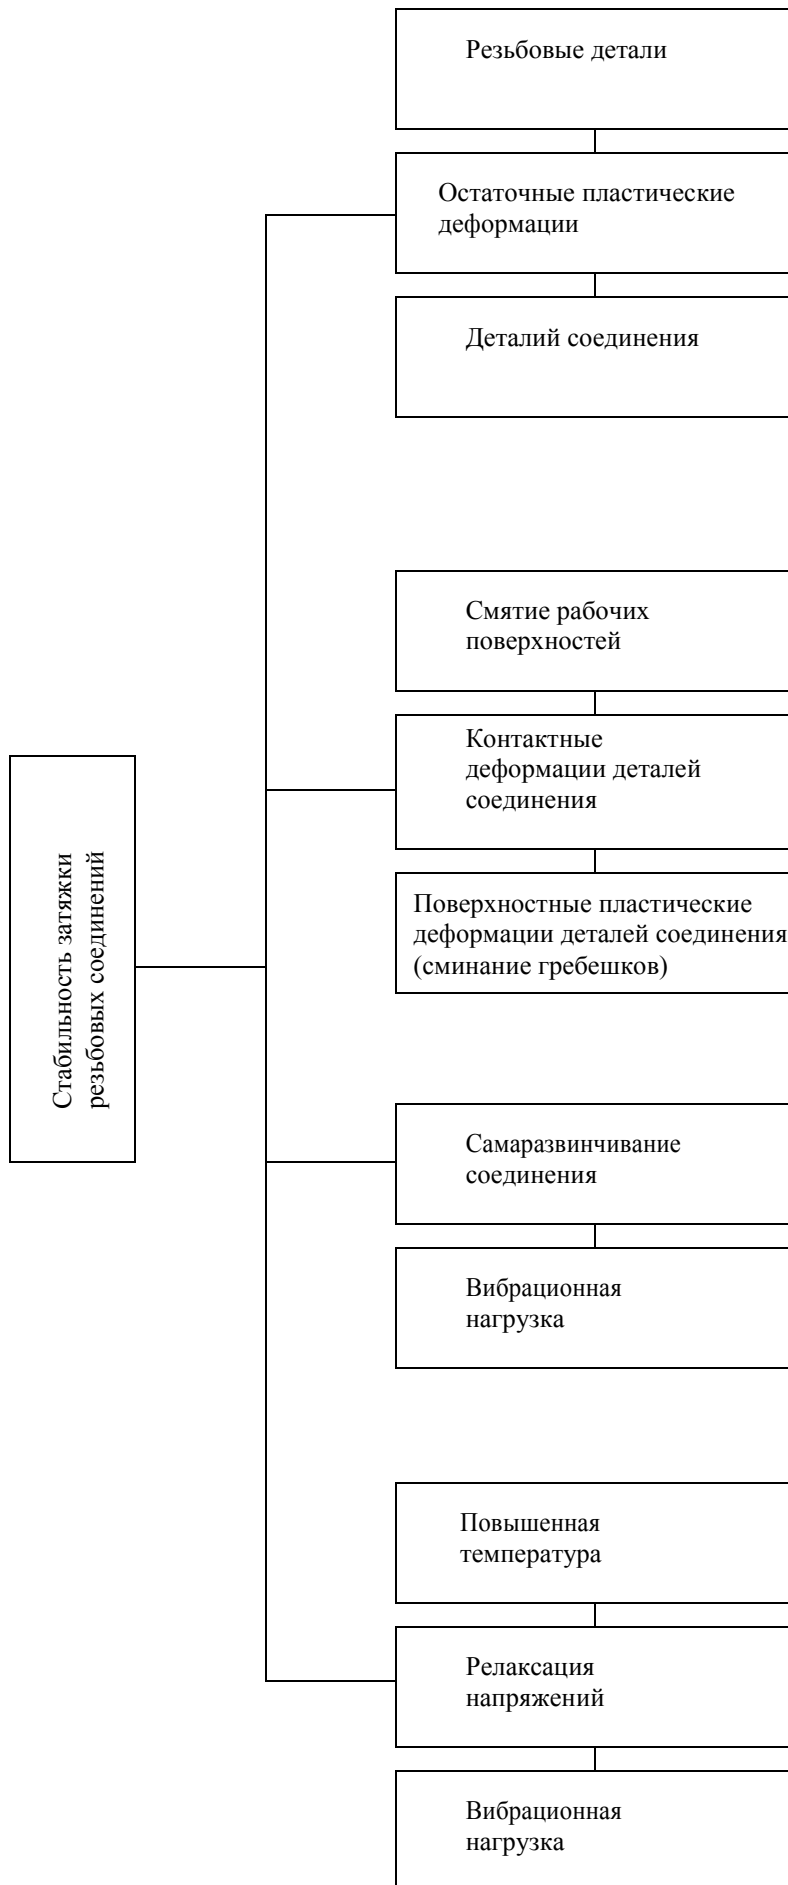 Резьбовые детали
Остаточные пластические
деформации
Деталий соединения
Смятие рабочих
поверхностей
Контактные
деформации деталей
соединения
Поверхностные пластические
деформации деталей соединения
(сминание гребешков)
Стабильность затяжки
резьбовых соединений
Самаразвинчивание
соединения
Вибрационная
нагрузка
Повышенная
температура
Релаксация
напряжений
Вибрационная
нагрузка